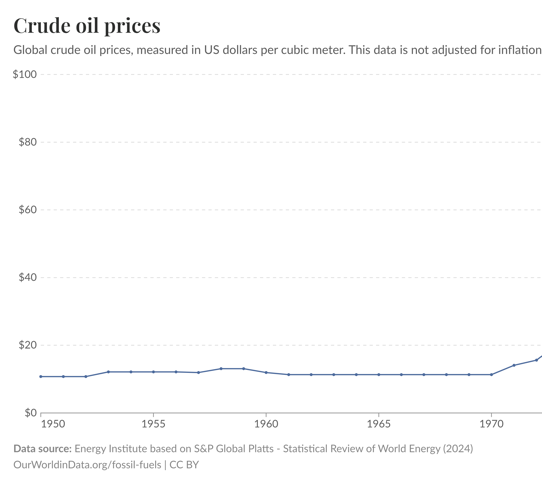 Crude oil prices
Global crude oil prices, measured in US dollars per cubic meter. This data is not adjusted for inflation
$100
$80
$60
$40
$20
$0
1950 1955 1960 1965 1970
Data source: Energy Institute based on S&P Global Platts - Statistical Review of World Energy (2024)
OurWorldinData.org/fossil-fuels | CC BY